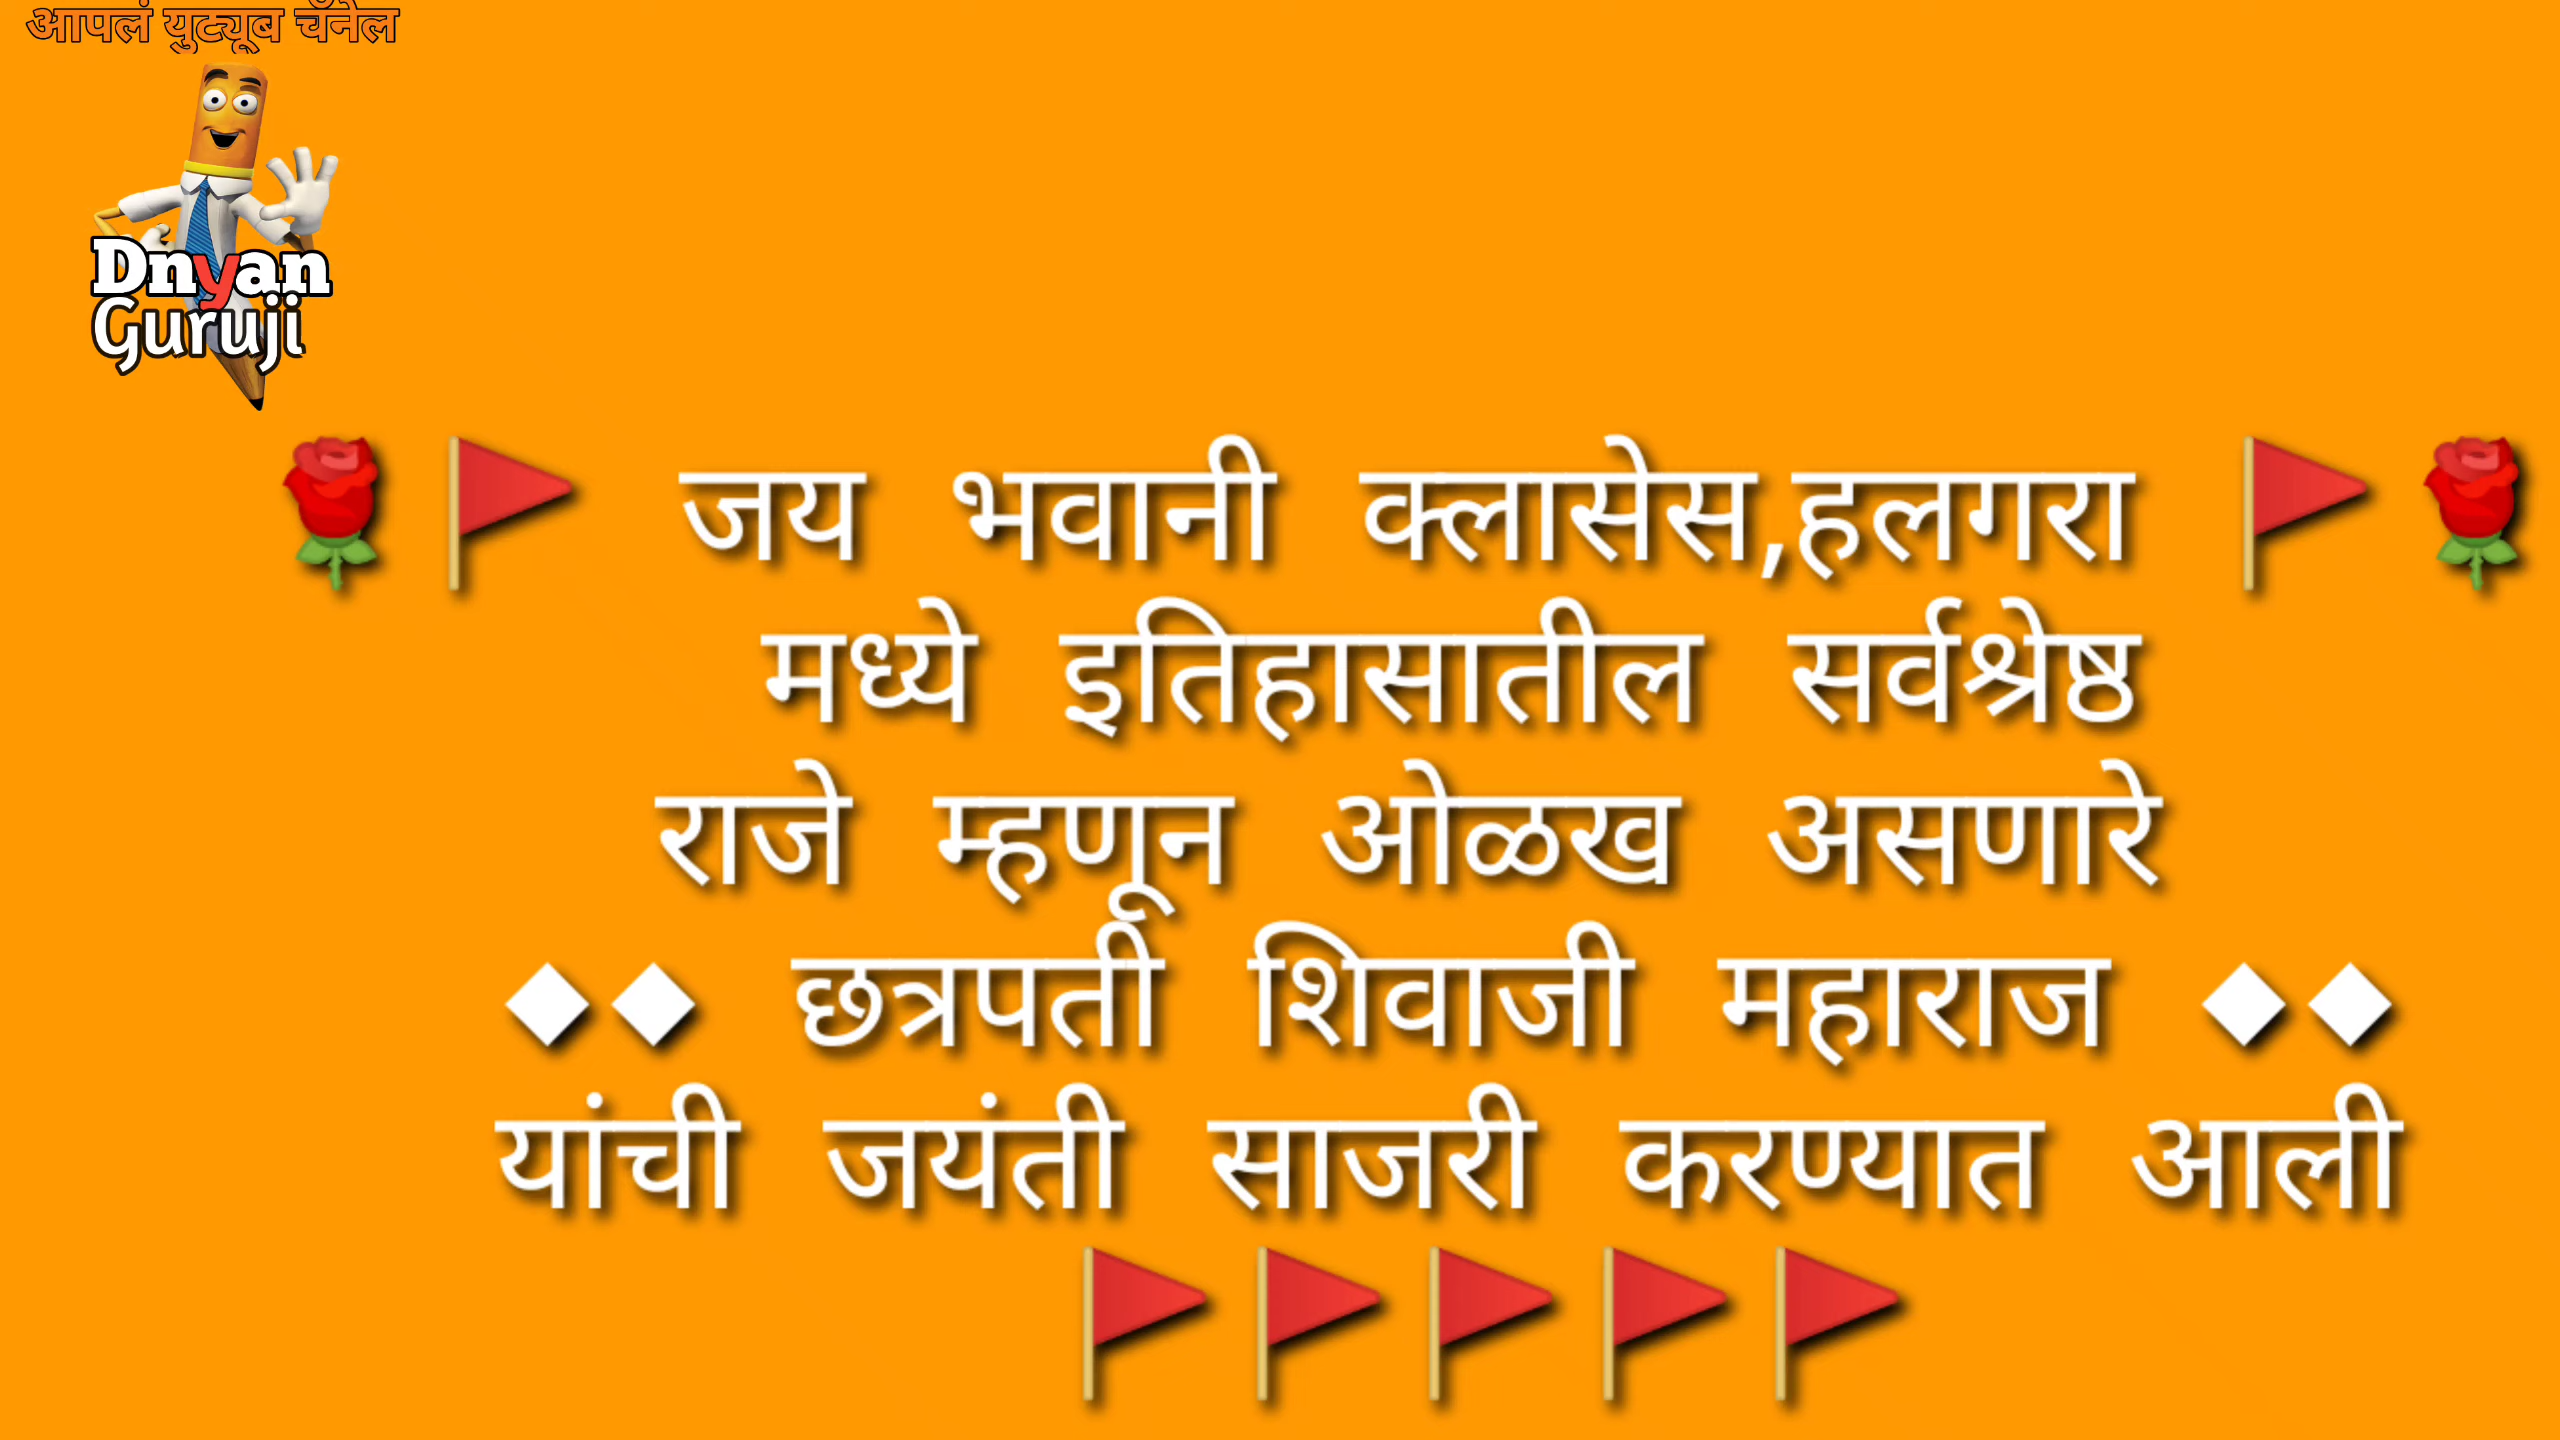 आपलं युट्यूब चॅनेल
Dnyan
Guruji
🌹🚩 जय भवानी क्लासेस,हलगरा 🚩🌹
मध्ये इतिहासातील सर्वश्रेष्ठ
राजे म्हणून ओळख असणारे
◆◆ छत्रपती शिवाजी महाराज ◆◆
यांची जयंती साजरी करण्यात आली
🚩🚩🚩🚩🚩